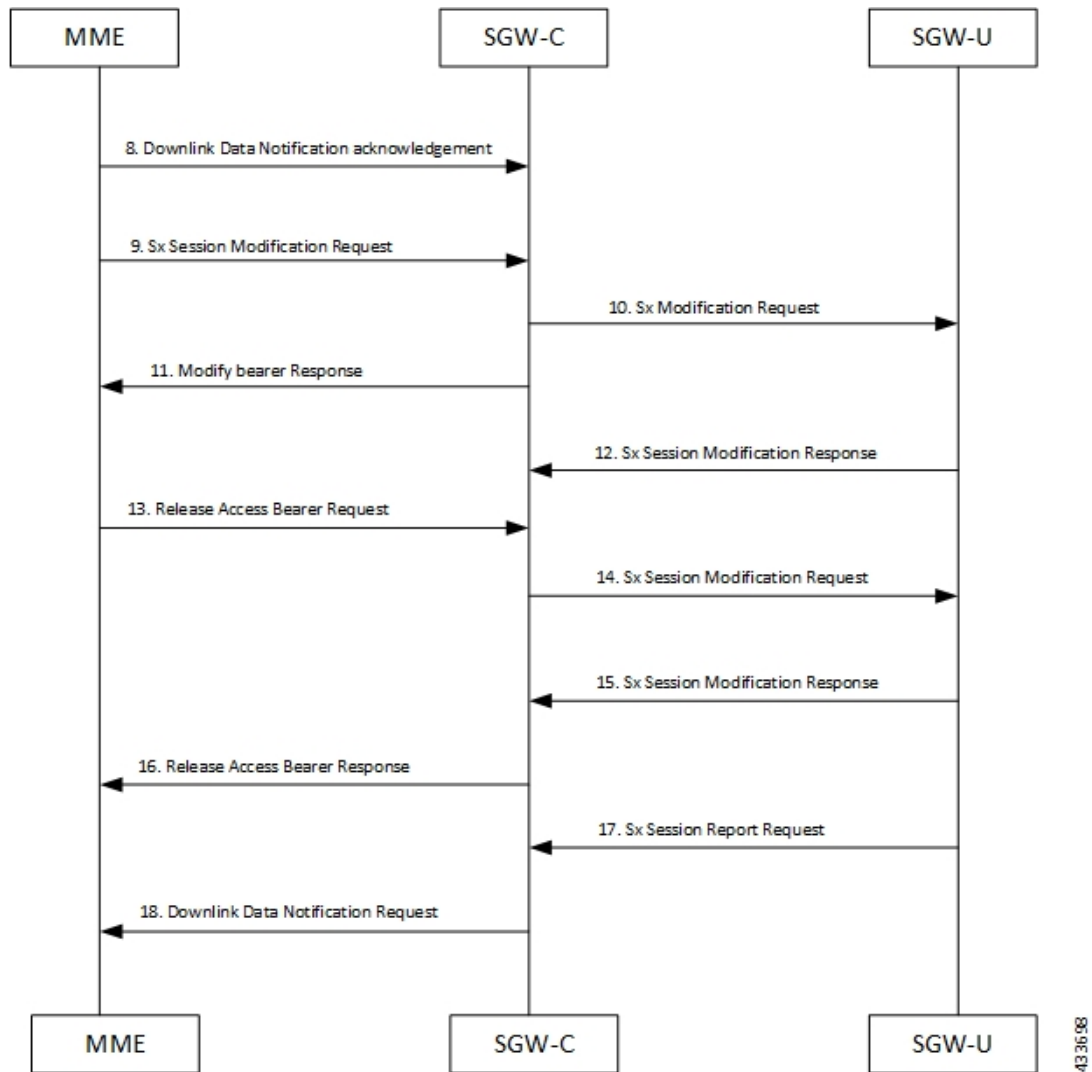 MME
SGW-C
SGW-U
8. Downlink Data Notification acknowledgement
9. Sx Session Modification Request
10. Sx Modification Request
11. Modify bearer Response
12. Sx Session Modification Response
13. Release Access Bearer Request
14. Sx Session Modification Request
15. Sx Session Modification Response
16. Release Access Bearer Response
17. Sx Session Report Request
18. Downlink Data Notification Request
MME
SGW-C
SGW-U
433698